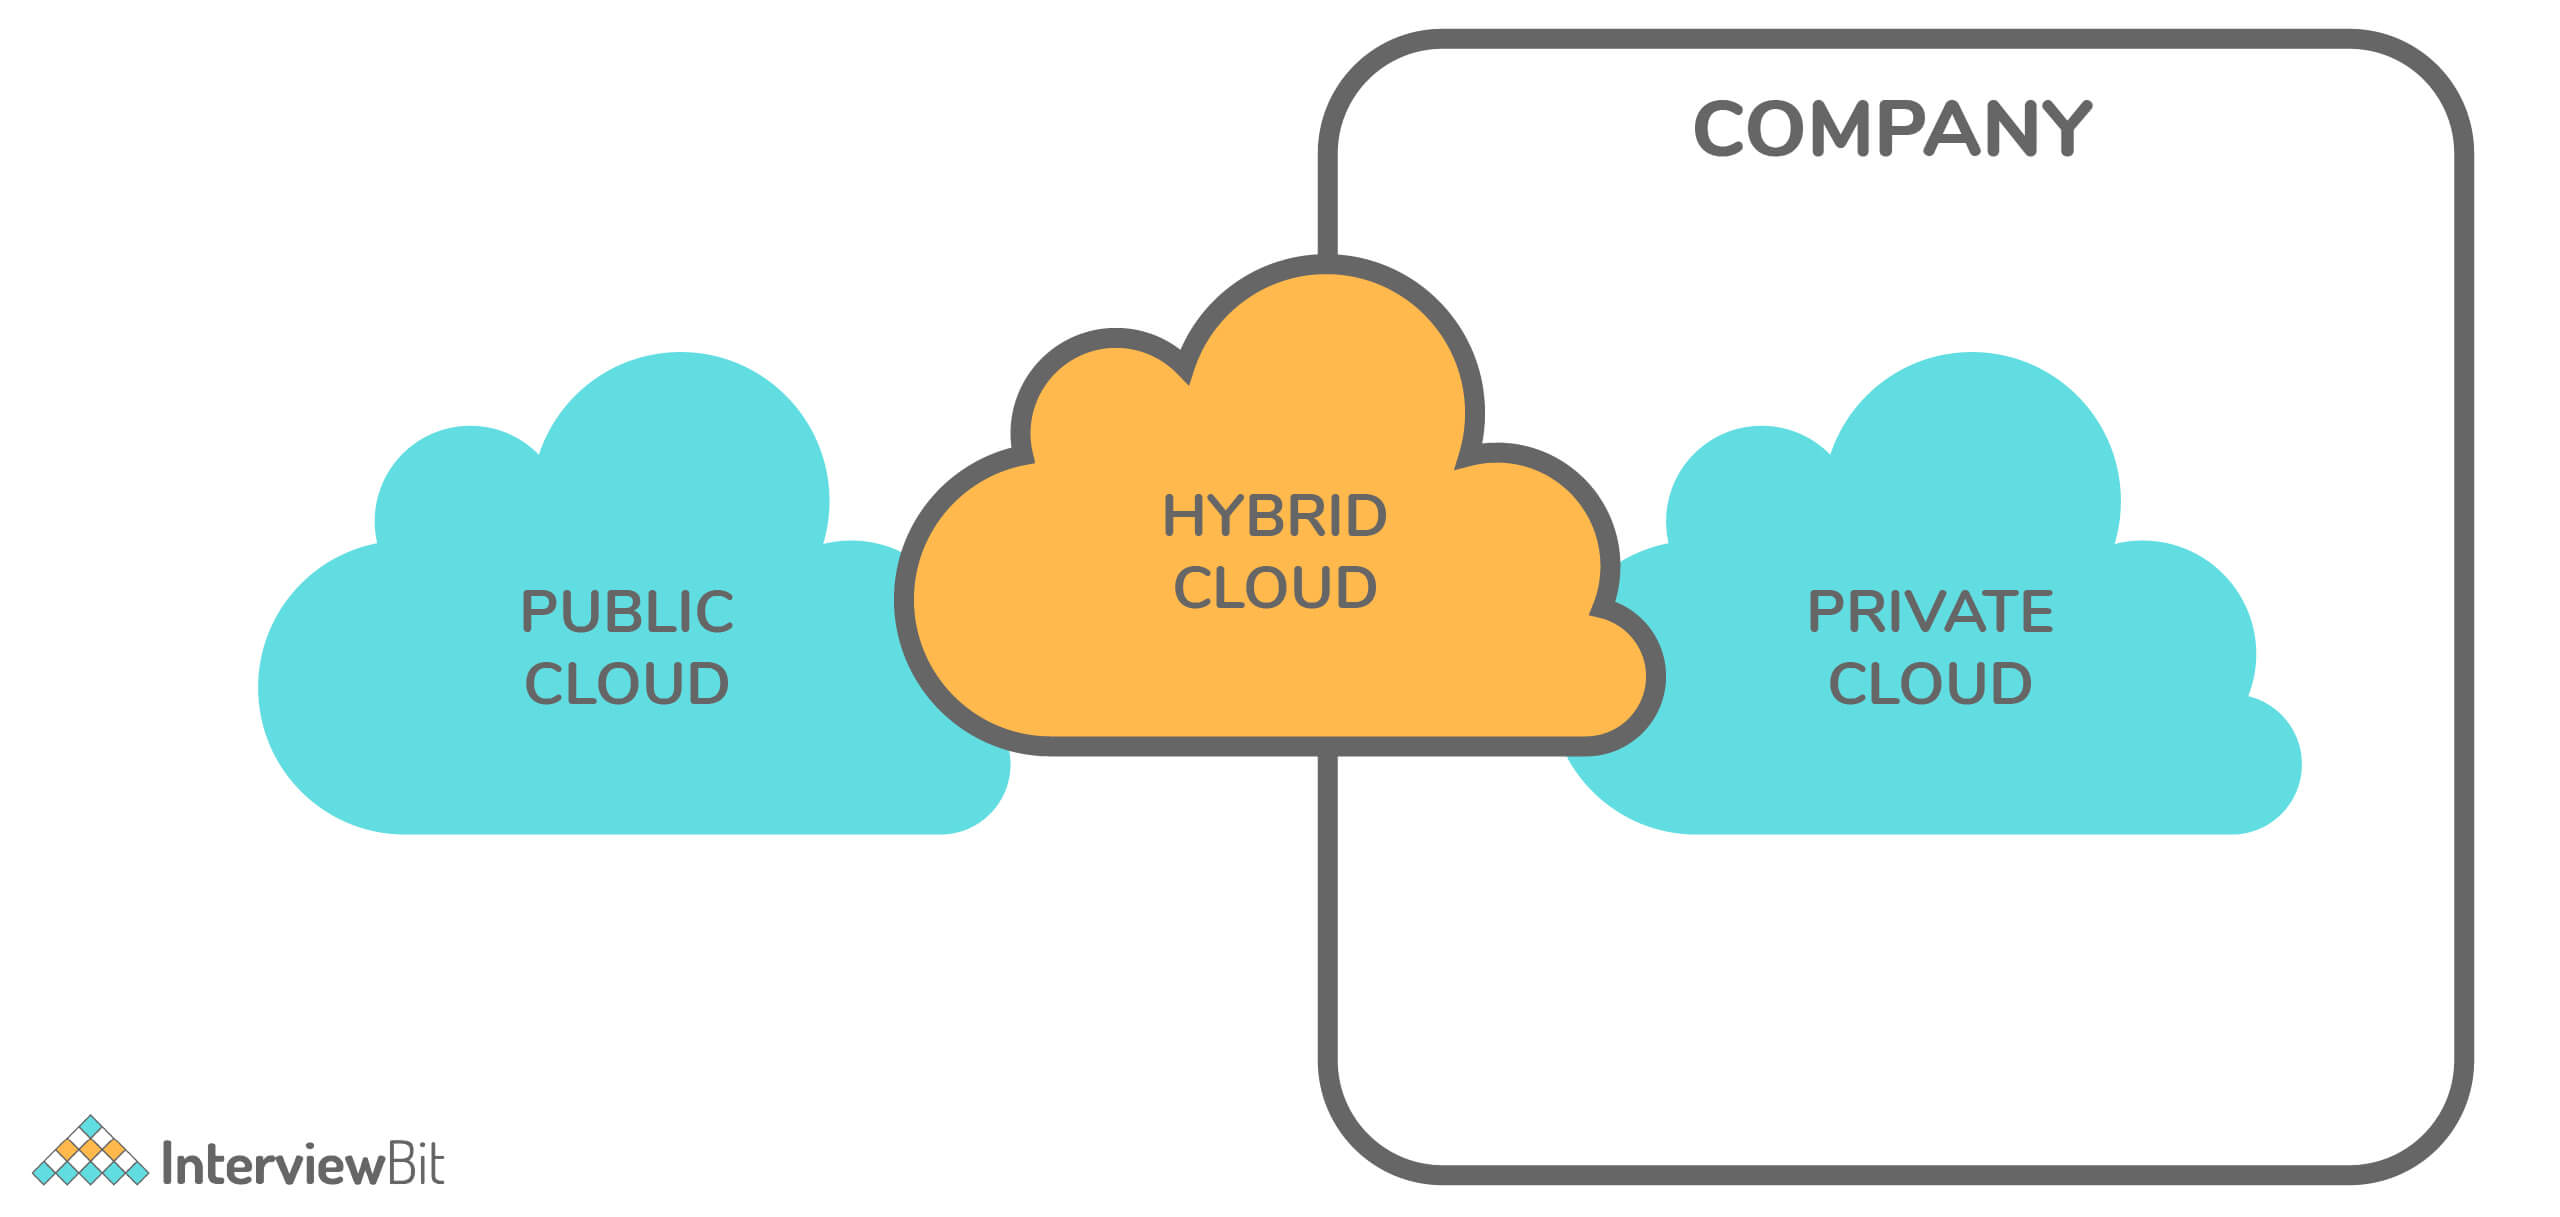 COMPANY
HYBRID
CLOUD
PUBLIC
CLOUD
PRIVATE
CLOUD
InterviewBit